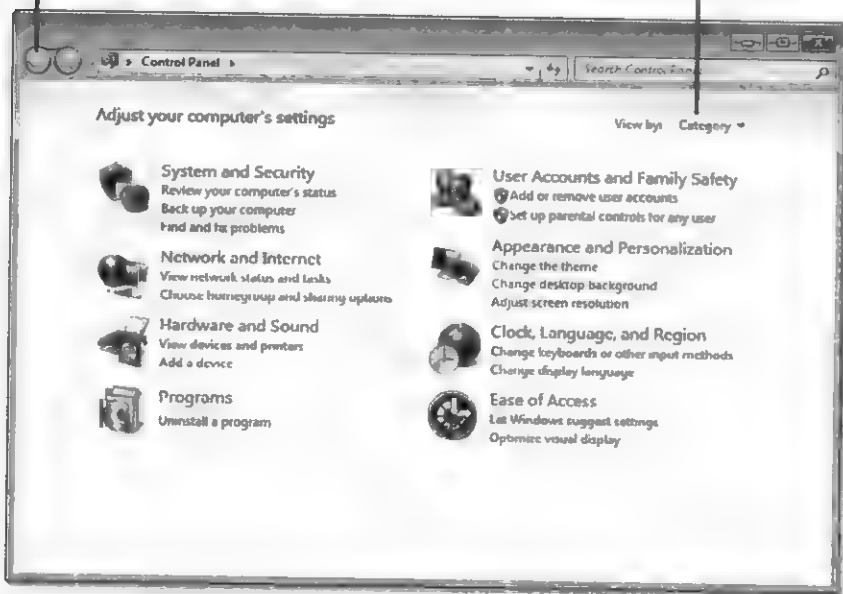 Control Panel
Search Control Panel
Adjust your computer's settings
View by: Category
System and Security
Review your computer's status
Back up your computer
Find and fix problems
Network and Internet
View network status and tasks
Choose homegroup and sharing options
Hardware and Sound
View devices and printers
Add a device
Programs
Uninstall a program
User Accounts and Family Safety
Add or remove user accounts
Set up parental controls for any user
Appearance and Personalization
Change the theme
Change desktop background
Adjust screen resolution
Clock, Language, and Region
Change keyboards or other input methods
Change display language
Ease of Access
Let Windows suggest settings
Optimize visual display